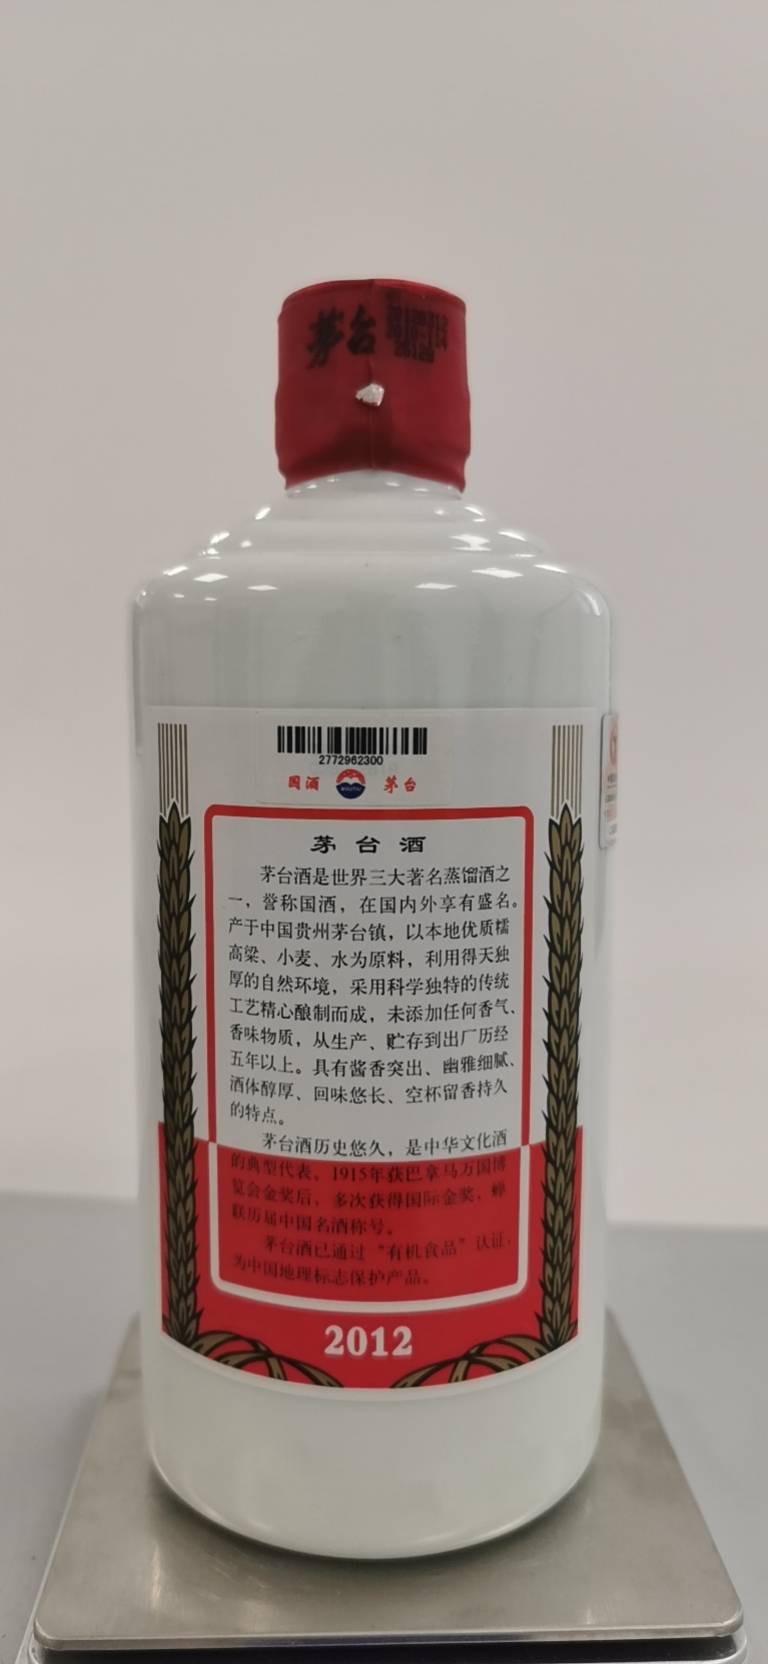 茅台
2772962300
国酒 茅台
MOUTAI
茅台酒
茅台酒是世界三大著名蒸馏酒之
一，誉称国酒，在国内外享有盛名。
产于中国贵州茅台镇，以本地优质糯
高粱、小麦、水为原料，利用得天独
厚的自然环境，采用科学独特的传统
工艺精心酿制而成，未添加任何香气、
香味物质，从生产、贮存到出厂历经
五年以上。具有酱香突出、幽雅细腻、
酒体醇厚、回味悠长、空杯留香持久
的特点。
茅台酒历史悠久，是中华文化酒
的典型代表。1915年获巴拿马万国博
览会金奖后，多次获得国际金奖，蝉
联历届中国名酒称号。
茅台酒已通过“有机食品”认证，
为中国地理标志保护产品。
2012